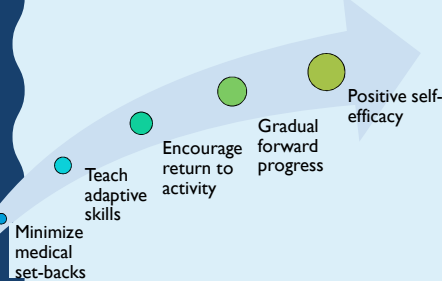 Minimize
medical
set-backs
Teach
adaptive
skills
Encourage
return to
activity
Gradual
forward
progress
Positive self-
efficacy